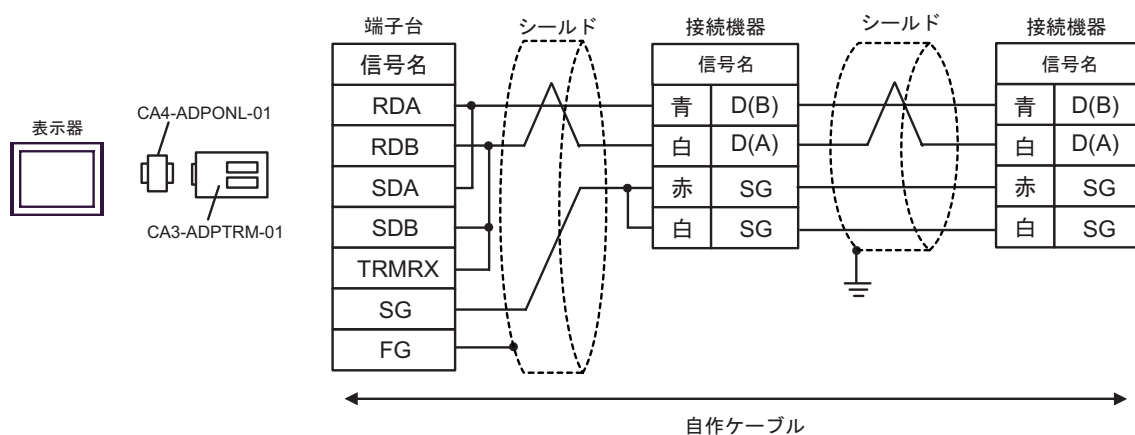 端子台
シールド
接続機器
シールド
接続機器
信号名
信号名
信号名
表示器
CA4-ADPONL-01
CA3-ADPTRM-01
RDA
青 D(B)
青 D(B)
RDB
白 D(A)
白 D(A)
SDA
赤 SG
赤 SG
SDB
白 SG
白 SG
TRMRX
SG
FG
自作ケーブル